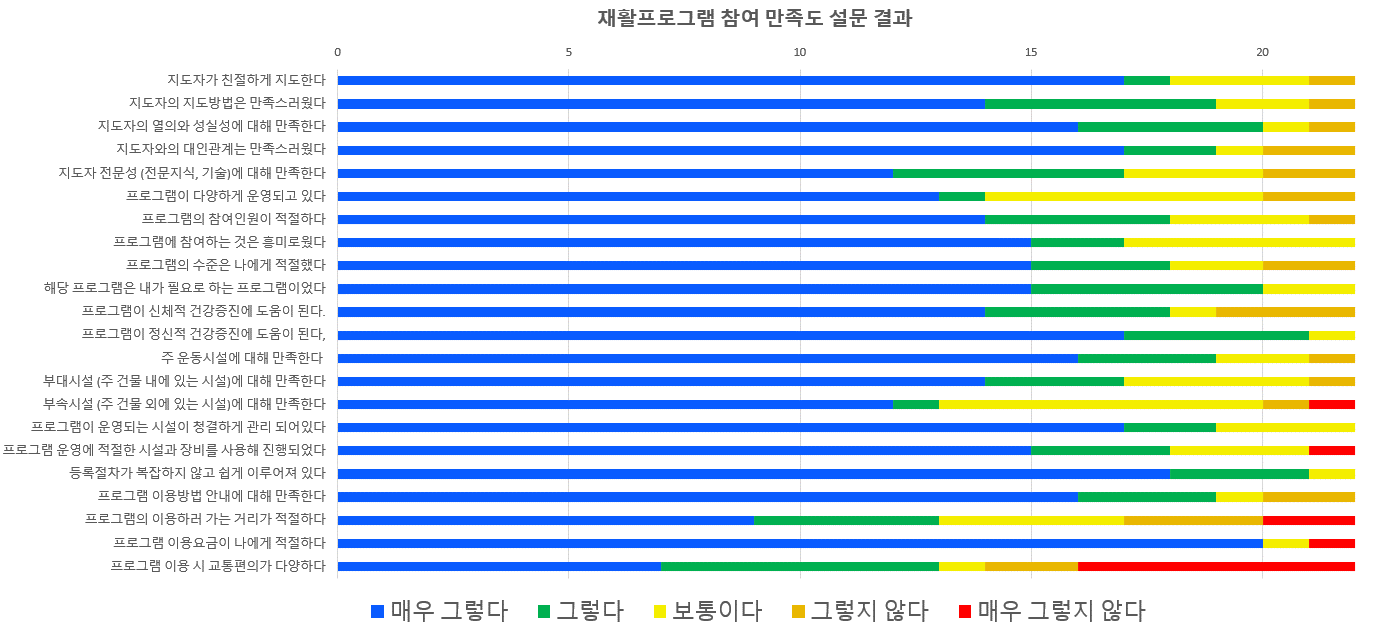 재활프로그램 참여 만족도 설문 결과
0 5 10 15 20
지도자가 친절하게 지도한다
지도자의 지도방법은 만족스러웠다
지도자의 열의와 성실성에 대해 만족한다
지도자와의 대인관계는 만족스러웠다
지도자 전문성 (전문지식, 기술)에 대해 만족한다
프로그램이 다양하게 운영되고 있다
프로그램의 참여인원이 적절하다
프로그램에 참여하는 것은 흥미로웠다
프로그램의 수준은 나에게 적절했다
해당 프로그램은 내가 필요로 하는 프로그램이었다
프로그램이 신체적 건강증진에 도움이 된다.
프로그램이 정신적 건강증진에 도움이 된다,
주 운동시설에 대해 만족한다
부대시설 (주 건물 내에 있는 시설)에 대해 만족한다
부속시설 (주 건물 외에 있는 시설)에 대해 만족한다
프로그램이 운영되는 시설이 청결하게 관리 되어있다
프로그램 운영에 적절한 시설과 장비를 사용해 진행되었다
등록절차가 복잡하지 않고 쉽게 이루어져 있다
프로그램 이용방법 안내에 대해 만족한다
프로그램의 이용하러 가는 거리가 적절하다
프로그램 이용요금이 나에게 적절하다
프로그램 이용 시 교통편의가 다양하다
매우 그렇다 그렇다 보통이다 그렇지 않다 매우 그렇지 않다